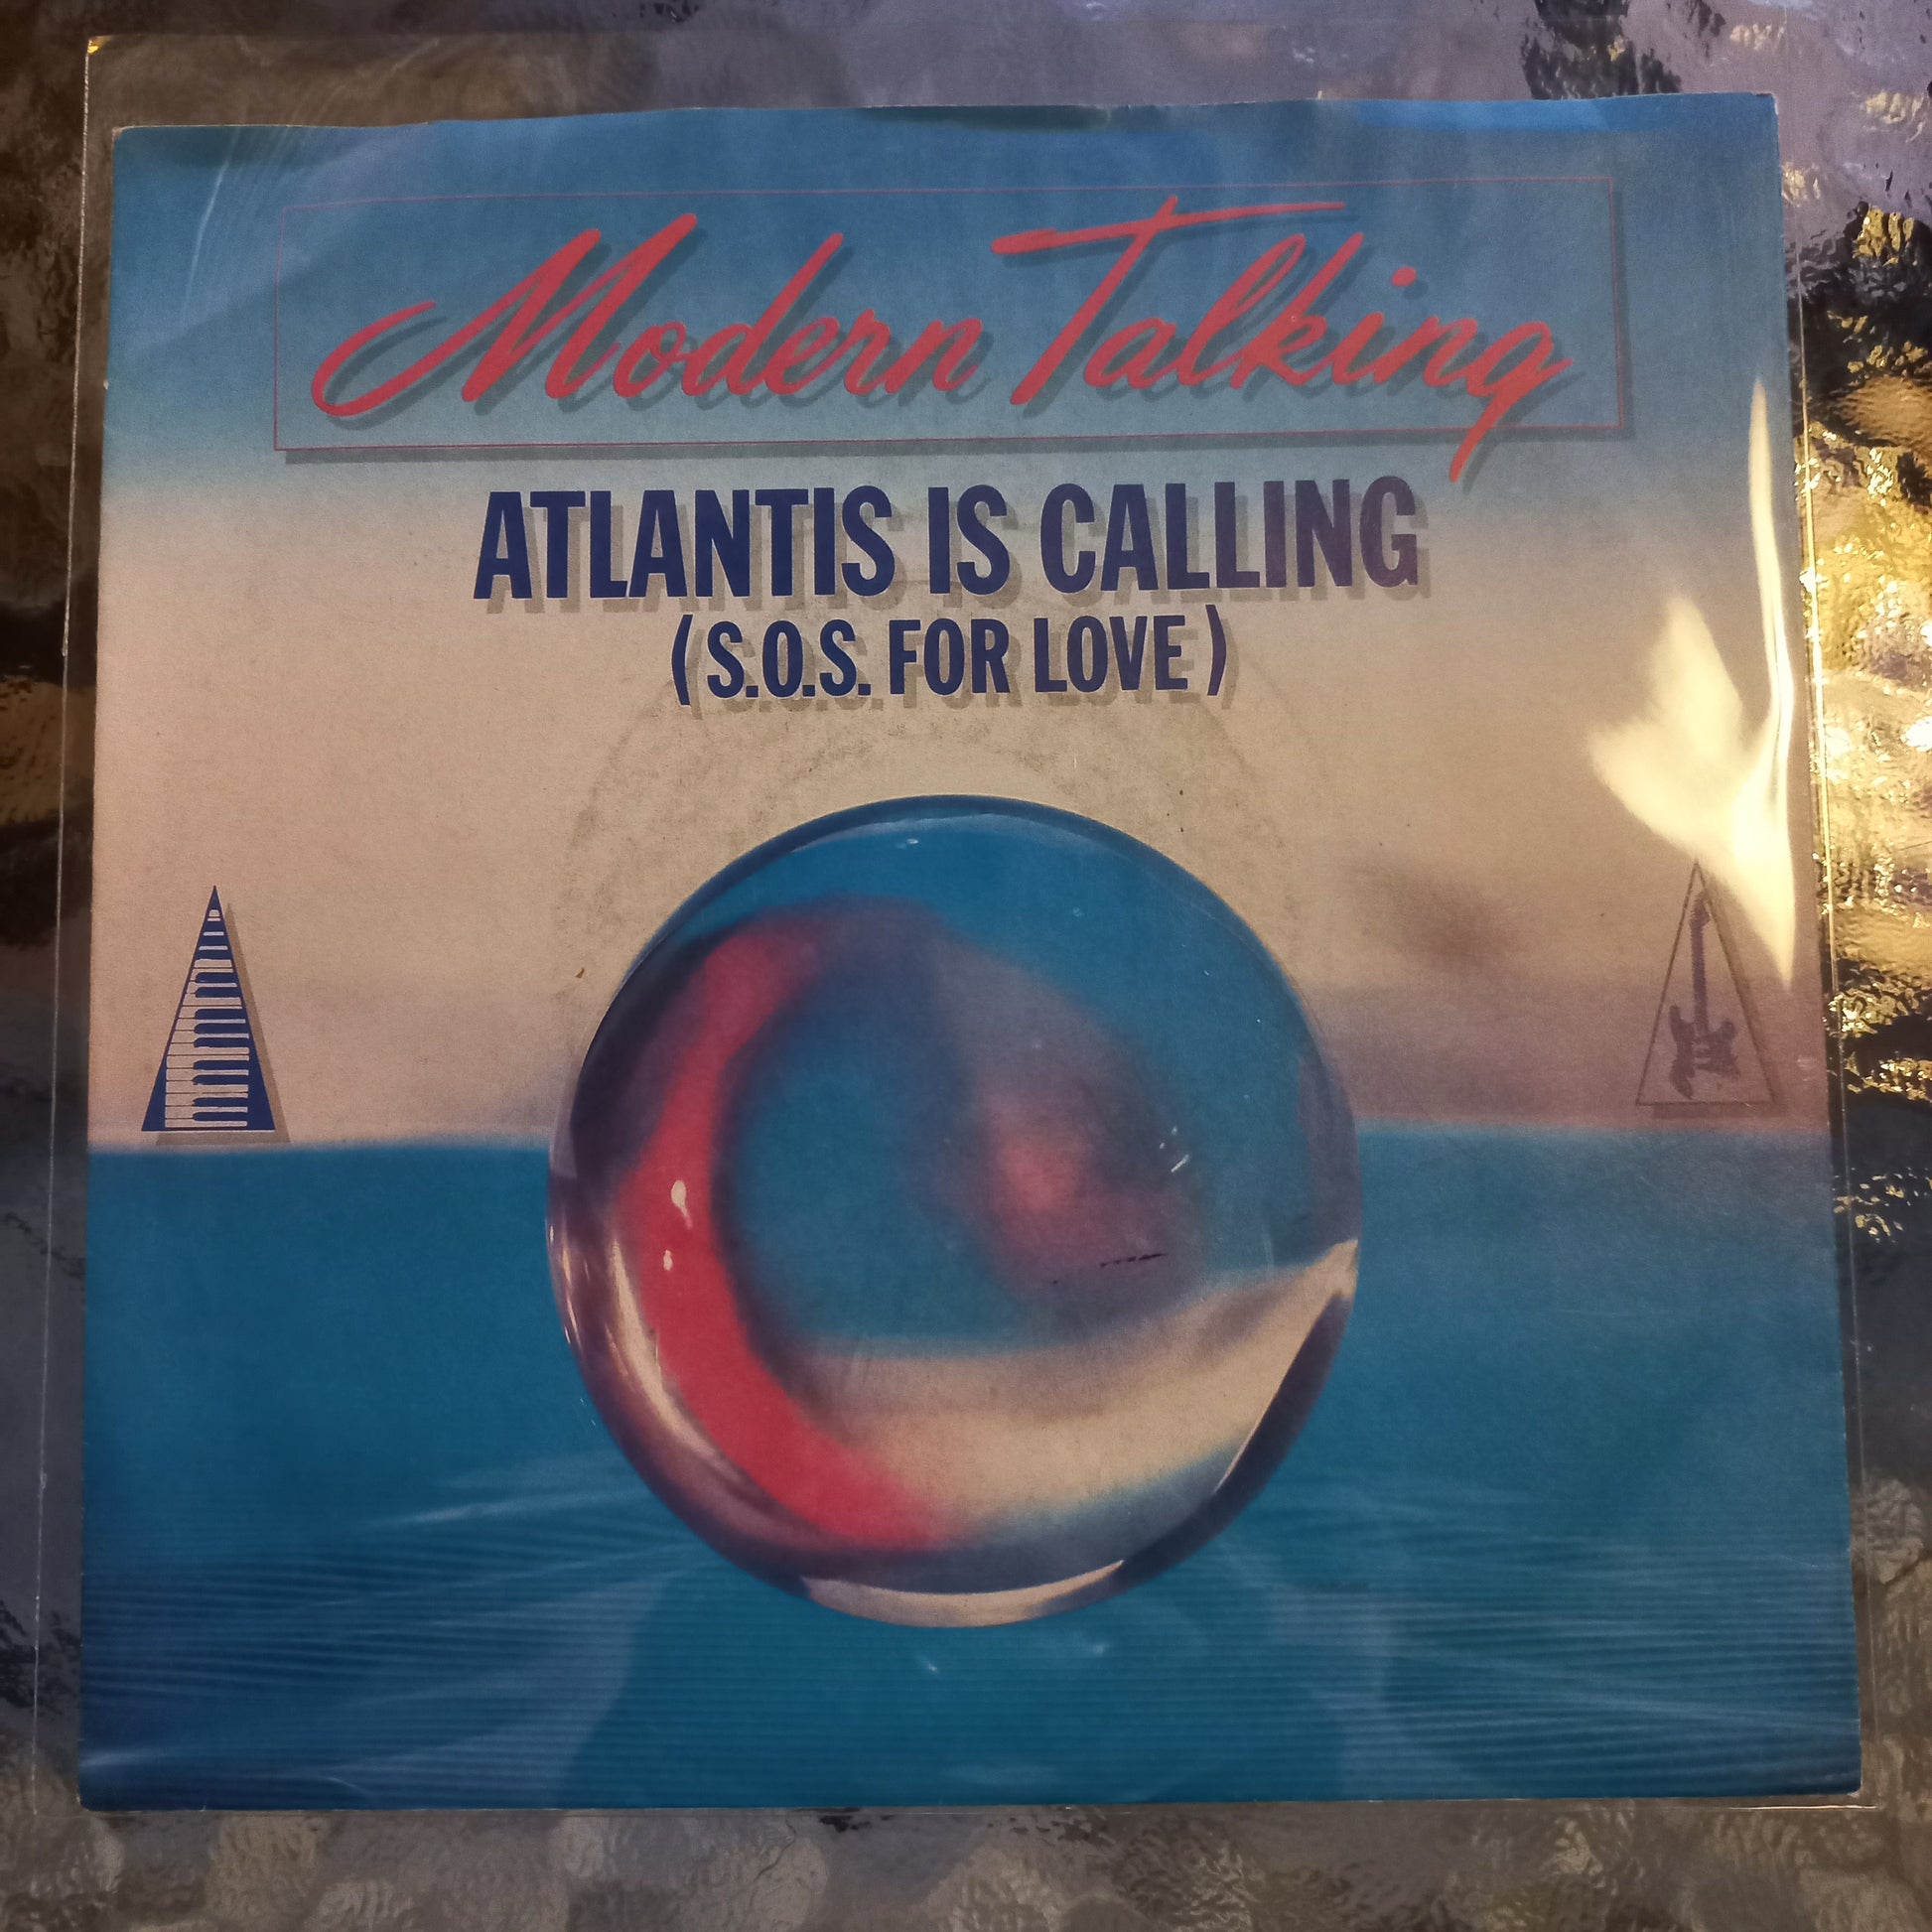 Modern Talking
ATLANTIS IS CALLING
(S.O.S. FOR LOVE)